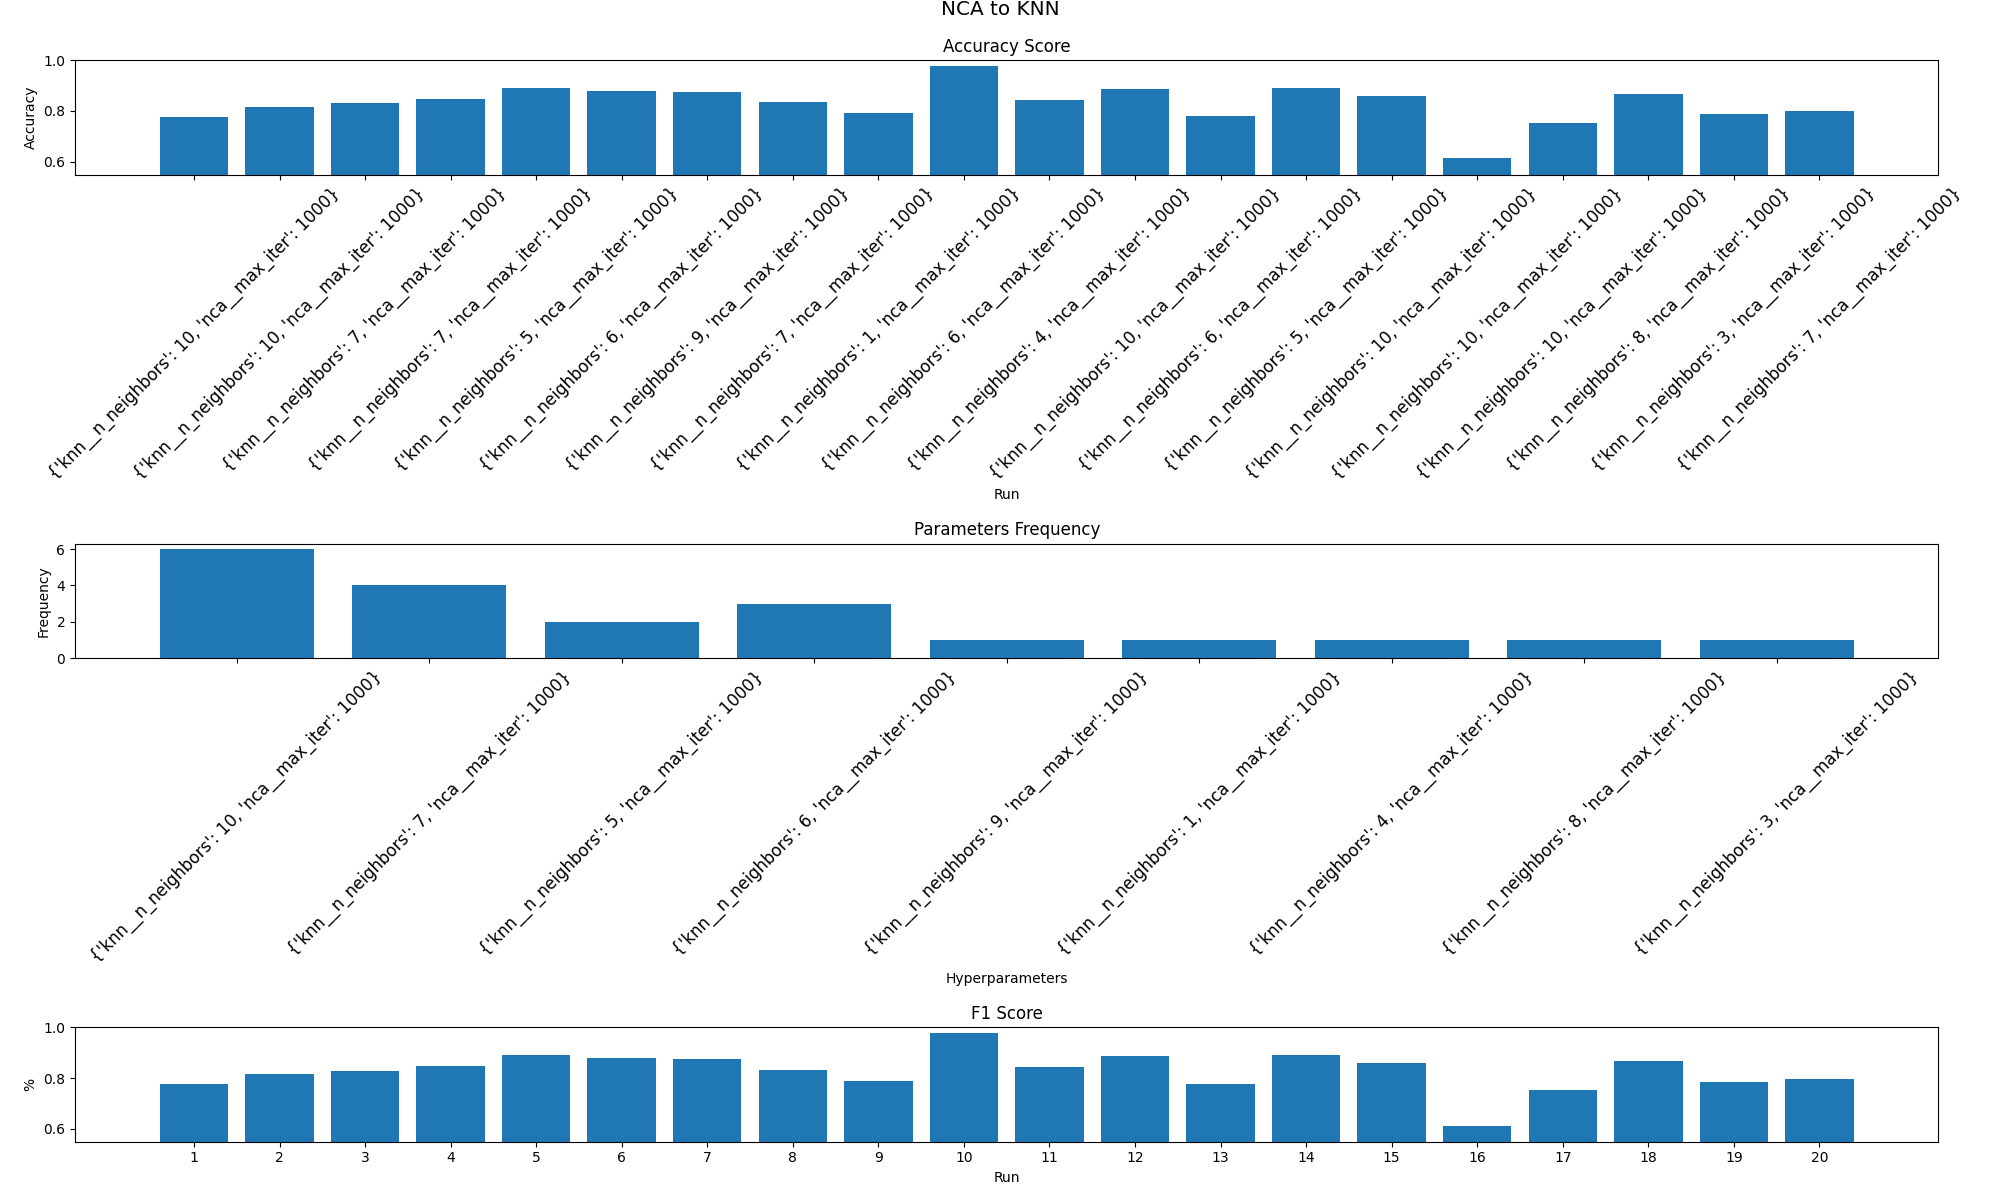 NCA to KNN
Accuracy Score
Accuracy
1.0
0.8
0.6
{'knn__n_neighbors': 10, 'nca__max_iter': 1000}
{'knn__n_neighbors': 10, 'nca__max_iter': 1000}
{'knn__n_neighbors': 7, 'nca__max_iter': 1000}
{'knn__n_neighbors': 7, 'nca__max_iter': 1000}
{'knn__n_neighbors': 5, 'nca__max_iter': 1000}
{'knn__n_neighbors': 6, 'nca__max_iter': 1000}
{'knn__n_neighbors': 9, 'nca__max_iter': 1000}
{'knn__n_neighbors': 7, 'nca__max_iter': 1000}
{'knn__n_neighbors': 1, 'nca__max_iter': 1000}
{'knn__n_neighbors': 6, 'nca__max_iter': 1000}
{'knn__n_neighbors': 4, 'nca__max_iter': 1000}
{'knn__n_neighbors': 10, 'nca__max_iter': 1000}
{'knn__n_neighbors': 6, 'nca__max_iter': 1000}
{'knn__n_neighbors': 5, 'nca__max_iter': 1000}
{'knn__n_neighbors': 10, 'nca__max_iter': 1000}
{'knn__n_neighbors': 10, 'nca__max_iter': 1000}
{'knn__n_neighbors': 10, 'nca__max_iter': 1000}
{'knn__n_neighbors': 8, 'nca__max_iter': 1000}
{'knn__n_neighbors': 3, 'nca__max_iter': 1000}
{'knn__n_neighbors': 7, 'nca__max_iter': 1000}
Run
Parameters Frequency
Frequency
6
4
2
0
{'knn__n_neighbors': 10, 'nca__max_iter': 1000}
{'knn__n_neighbors': 7, 'nca__max_iter': 1000}
{'knn__n_neighbors': 5, 'nca__max_iter': 1000}
{'knn__n_neighbors': 6, 'nca__max_iter': 1000}
{'knn__n_neighbors': 9, 'nca__max_iter': 1000}
{'knn__n_neighbors': 1, 'nca__max_iter': 1000}
{'knn__n_neighbors': 4, 'nca__max_iter': 1000}
{'knn__n_neighbors': 8, 'nca__max_iter': 1000}
{'knn__n_neighbors': 3, 'nca__max_iter': 1000}
Hyperparameters
F1 Score
%
1.0
0.8
0.6
1 2 3 4 5 6 7 8 9 10 11 12 13 14 15 16 17 18 19 20
Run